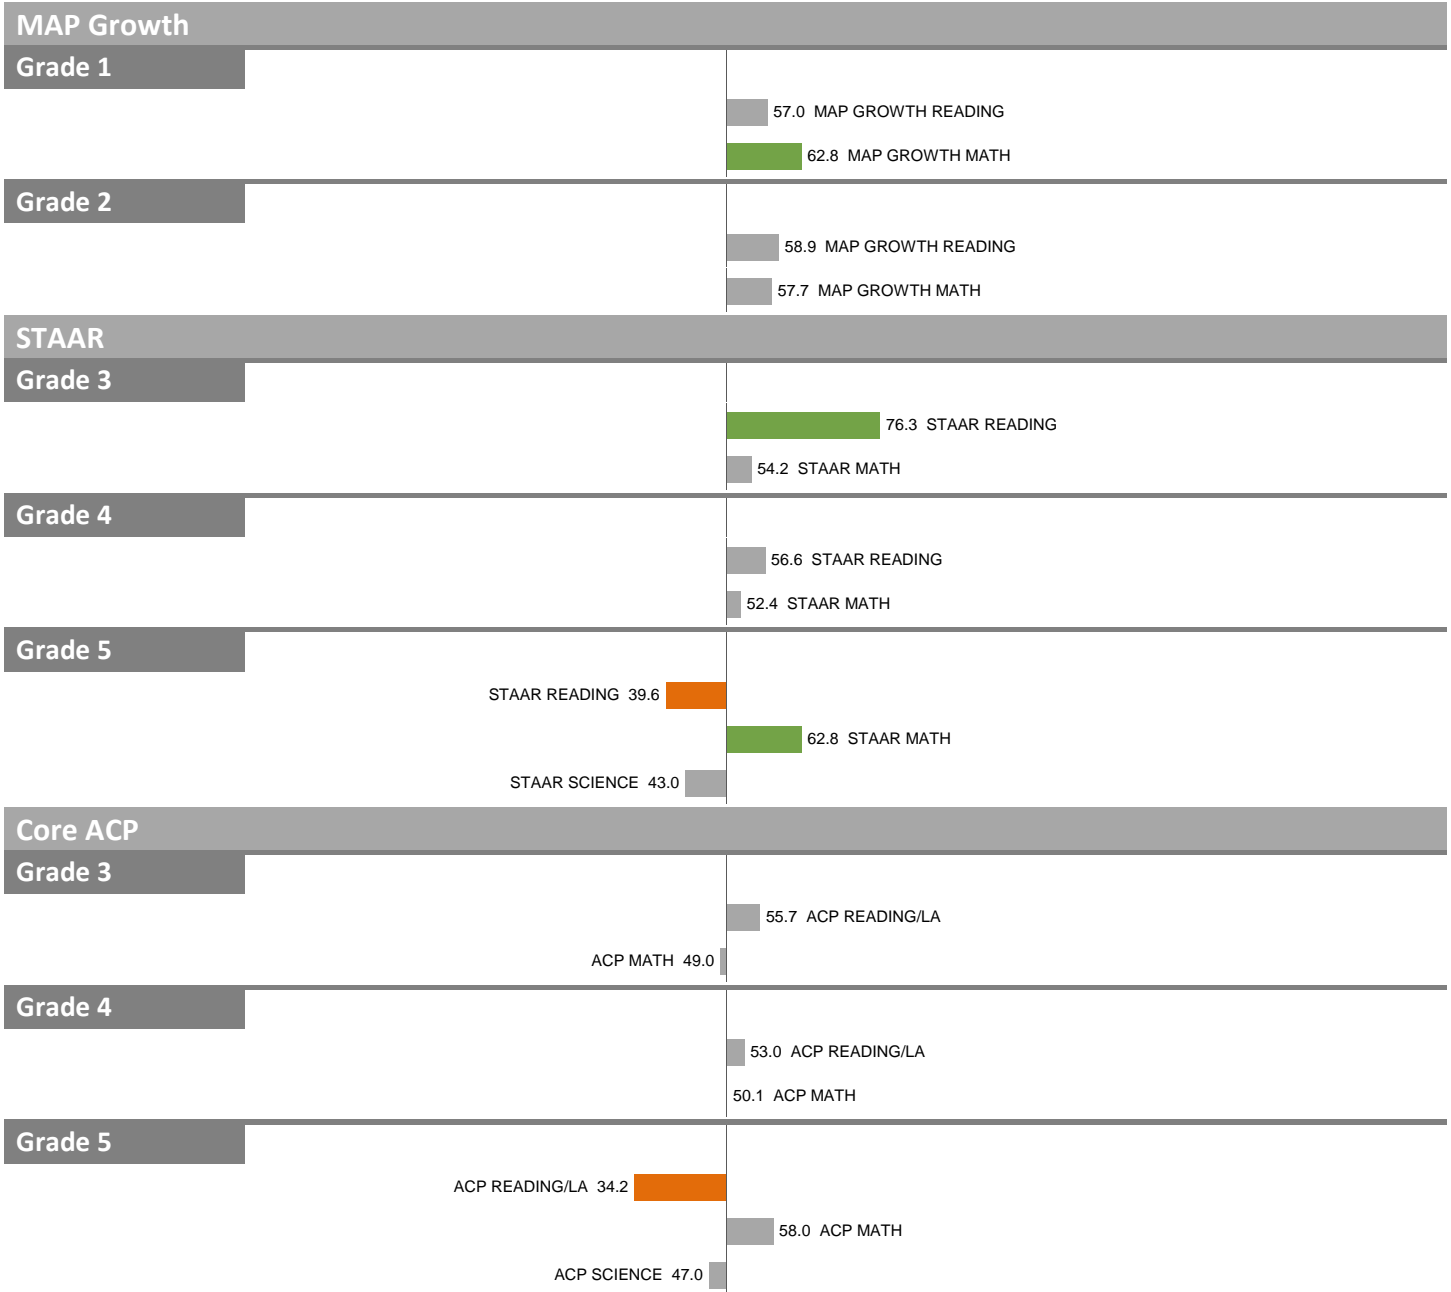 MAP Growth
Grade 1
57.0 MAP GROWTH READING
62.8 MAP GROWTH MATH
Grade 2
58.9 MAP GROWTH READING
57.7 MAP GROWTH MATH
STAAR
Grade 3
76.3 STAAR READING
54.2 STAAR MATH
Grade 4
56.6 STAAR READING
52.4 STAAR MATH
Grade 5
STAAR READING 39.6
62.8 STAAR MATH
STAAR SCIENCE 43.0
Core ACP
Grade 3
55.7 ACP READING/LA
ACP MATH 49.0
Grade 4
53.0 ACP READING/LA
50.1 ACP MATH
Grade 5
ACP READING/LA 34.2
58.0 ACP MATH
ACP SCIENCE 47.0